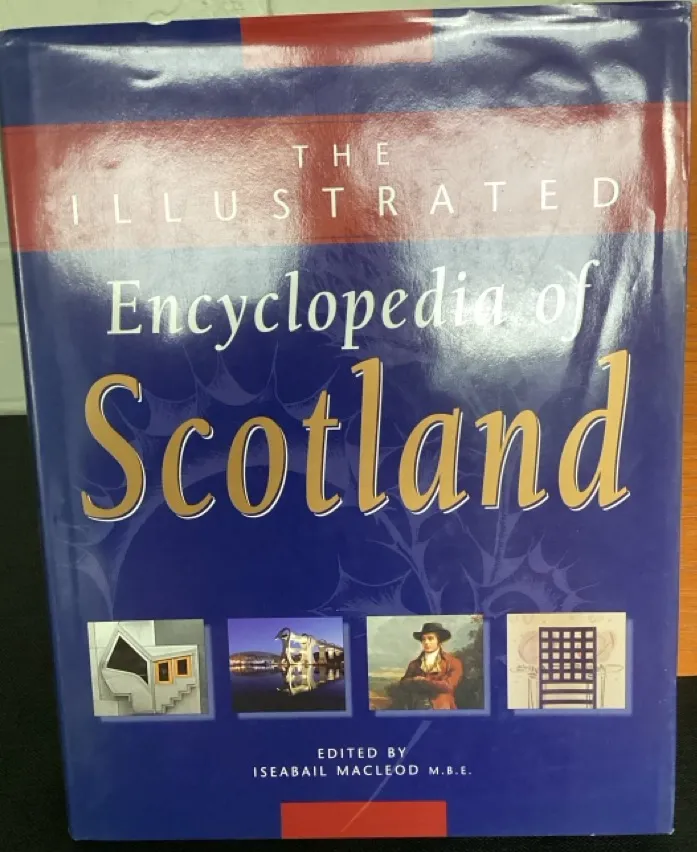 THE
ILLUSTRATED
Encyclopedia of
Scotland
EDITED BY
ISEABAIL MACLEOD M.B.E.